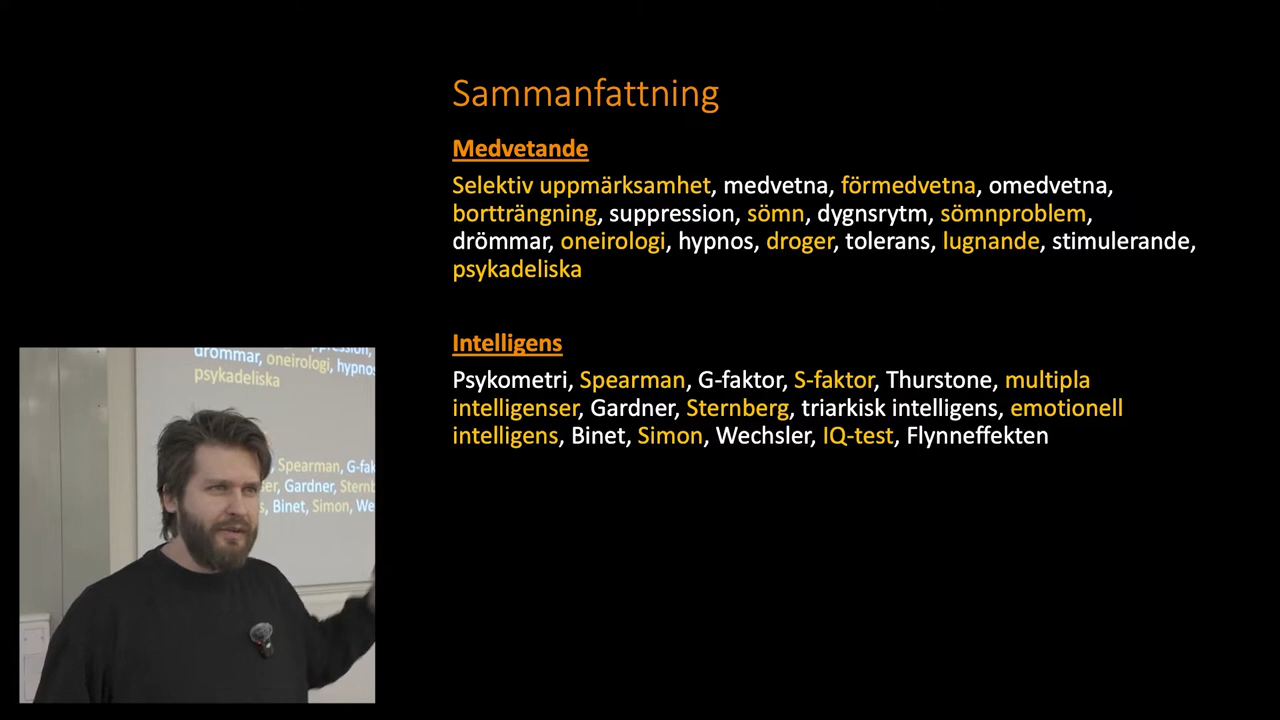 Sammanfattning
Medvetande
Selektiv uppmärksamhet, medvetna, förmedvetna, omedvetna,
bortträngning, suppression, sömn, dygnsrytm, sömnproblem,
drömmar, oneirologi, hypnos, droger, tolerans, lugnande, stimulerande,
psykadeliska
Intelligens
Psykometri, Spearman, G-faktor, S-faktor, Thurstone, multipla
intelligenser, Gardner, Sternberg, triarkisk intelligens, emotionell
intelligens, Binet, Simon, Wechsler, IQ-test, Flynneffekten
drömmar, oneirologi, hypnos
psykadeliska
Spearman, G-fak
ser, Gardner, Stern
s, Binet, Simon, We